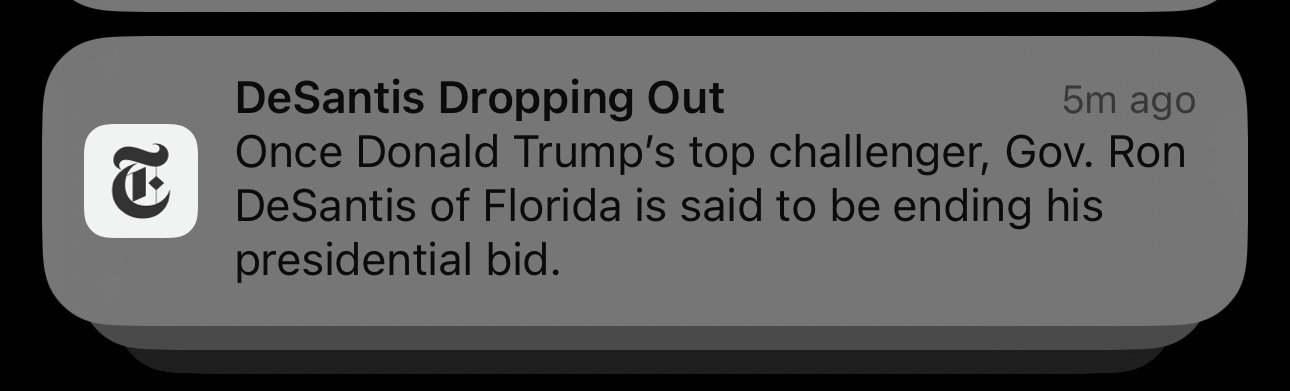 DeSantis Dropping Out
5m ago
Once Donald Trump’s top challenger, Gov. Ron
DeSantis of Florida is said to be ending his
presidential bid.